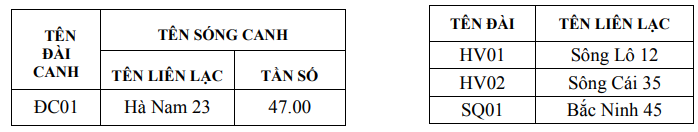 TÊN ĐÀI CANH
TÊN SÓNG CANH
TÊN LIÊN LẠC
TẦN SỐ
ĐC01
Hà Nam 23
47.00
TÊN ĐÀI
TÊN LIÊN LẠC
HV01
Sông Lô 12
HV02
Sông Cái 35
SQ01
Bắc Ninh 45